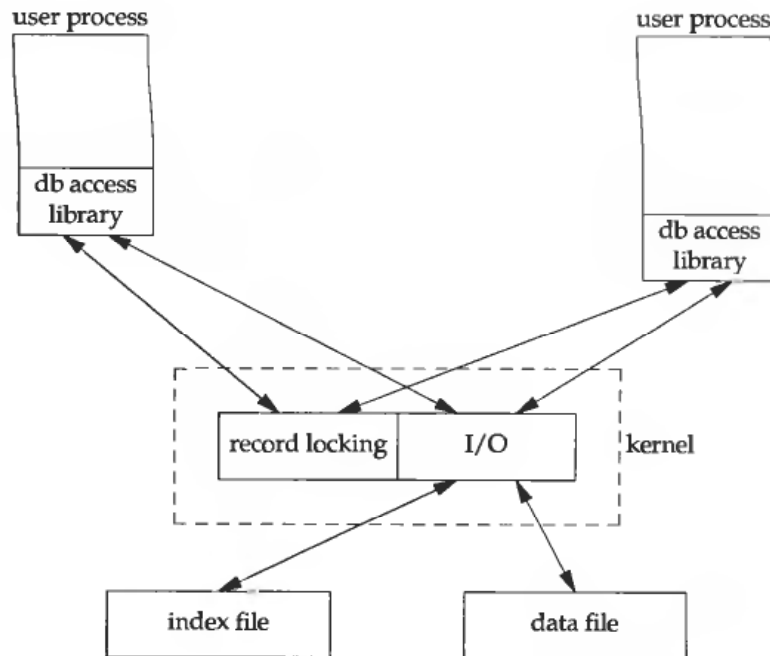 user process
user process
db access
library
db access
library
record locking
I/O
kernel
index file
data file